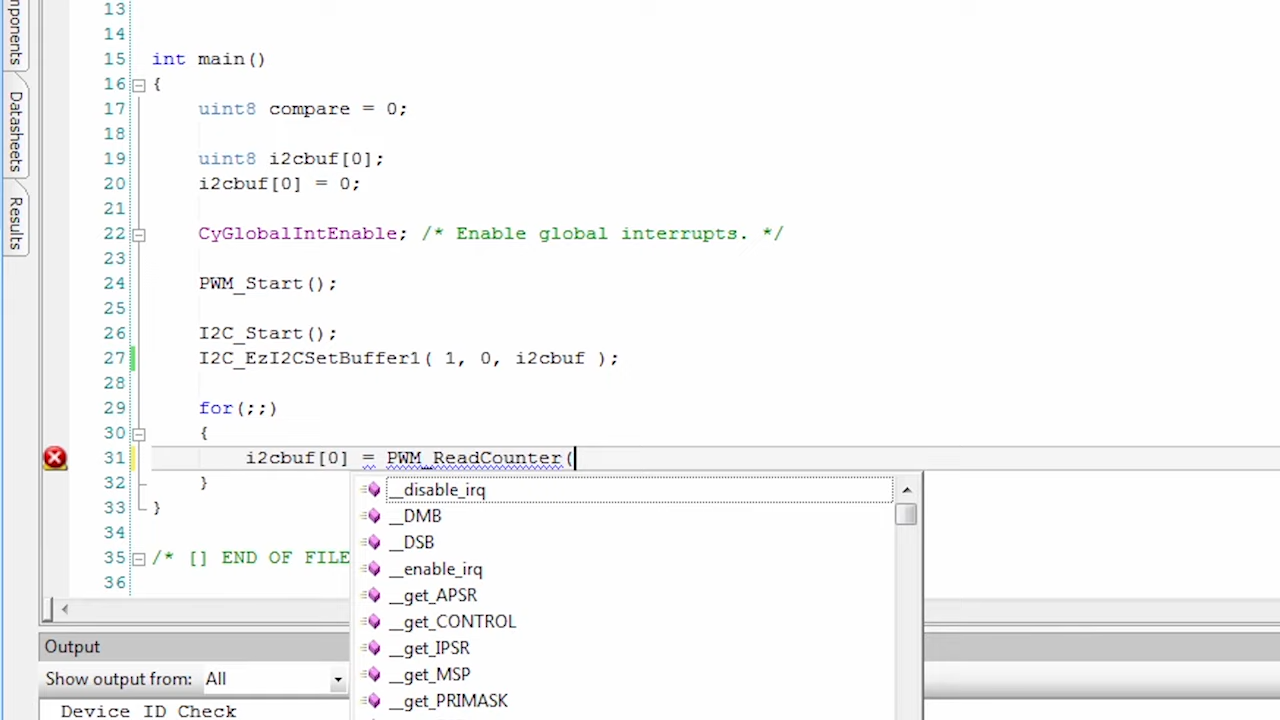 ponents
Datasheets
Results
13
14
15 int main()
16 {
17 uint8 compare = 0;
18
19 uint8 i2cbuf[0];
20 i2cbuf[0] = 0;
21
22 CyGlobalIntEnable; /* Enable global interrupts. */
23
24 PWM_Start();
25
26 I2C_Start();
27 I2C_EzI2CSetBuffer1( 1, 0, i2cbuf );
28
29 for(;;)
30 {
31 i2cbuf[0] = PWM_ReadCounter(
32 }
33 }
34
35 /* [] END OF FILE
36
__disable_irq
__DMB
__DSB
__enable_irq
__get_APSR
__get_CONTROL
__get_IPSR
__get_MSP
__get_PRIMASK
Output
Show output from: All
Device ID Check